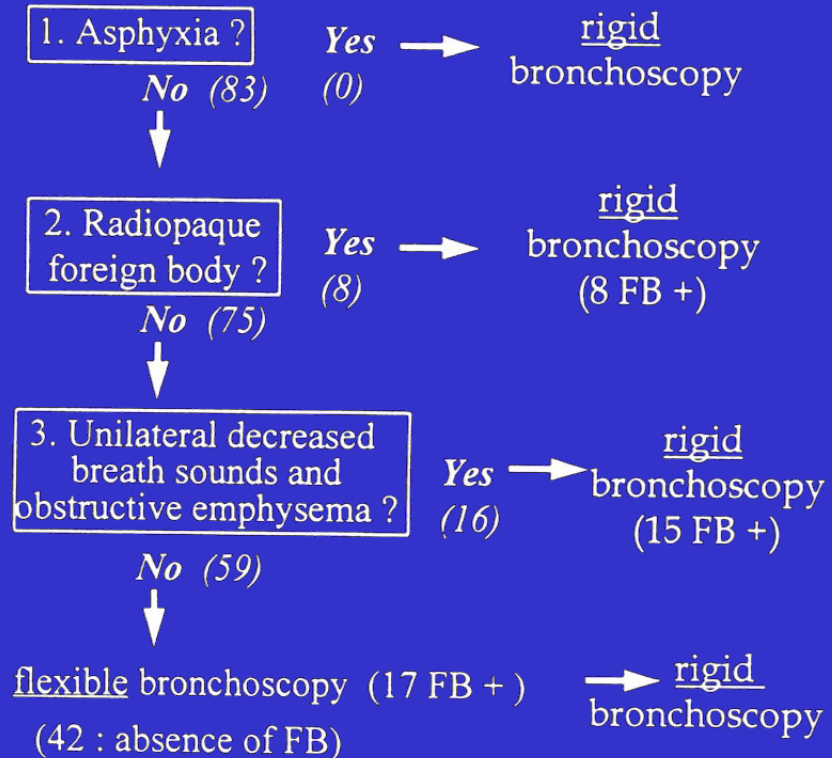 1. Asphyxia ?
Yes
rigid
bronchoscopy
No (83)
(0)
2. Radiopaque
foreign body ?
Yes
(8)
rigid
bronchoscopy
(8 FB +)
No (75)
3. Unilateral decreased
breath sounds and
obstructive emphysema ?
Yes
(16)
rigid
bronchoscopy
(15 FB +)
No (59)
flexible bronchoscopy (17 FB + )
rigid
bronchoscopy
(42 : absence of FB)